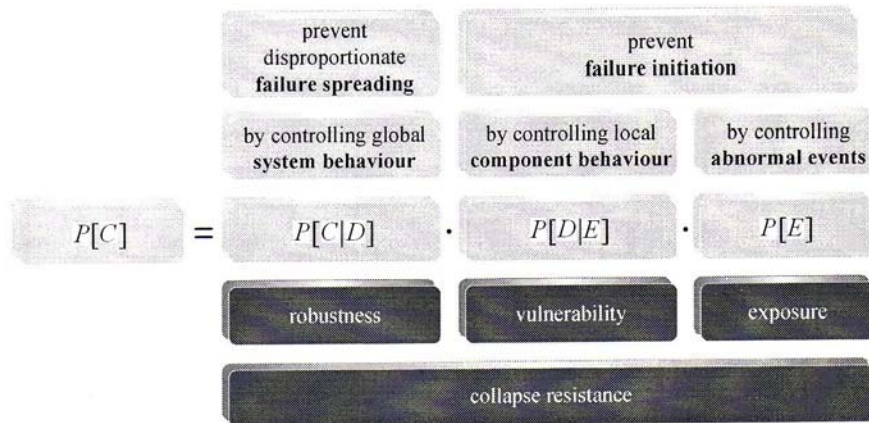 prevent
disproportionate
failure spreading
prevent
failure initiation
by controlling global
system behaviour
by controlling local
component behaviour
by controlling
abnormal events
P[C] = P[C|D] · P[D|E] · P[E]
robustness
vulnerability
exposure
collapse resistance